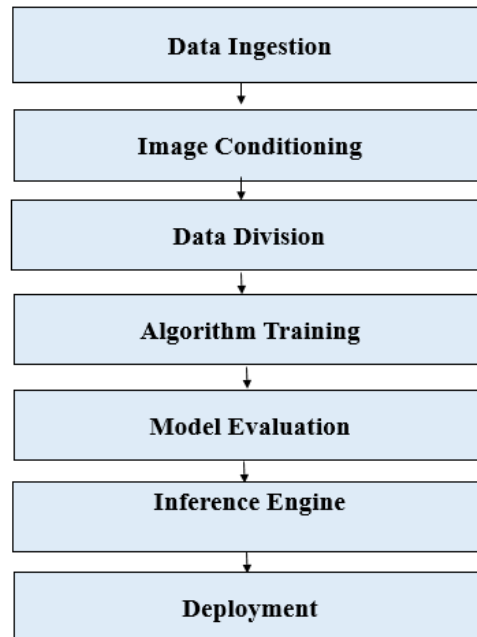 Data Ingestion
Image Conditioning
Data Division
Algorithm Training
Model Evaluation
Inference Engine
Deployment